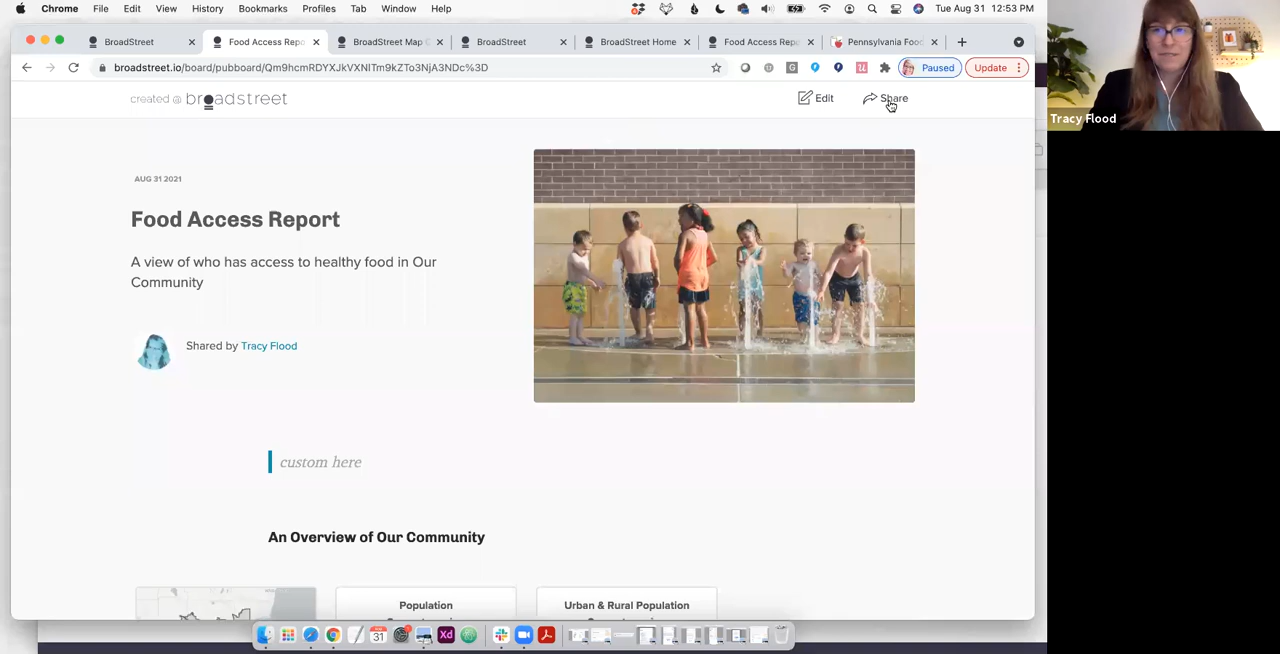 Chrome File Edit View History Bookmarks Profiles Tab Window Help Tue Aug 31 12:53 PM
BroadStreet Food Access Repo BroadStreet Map BroadStreet BroadStreet Home Food Access Rep Pennsylvania Food
broadstreet.io/board/pubboard/Qm9hcmRDYXJkVXNlTm9kZTo3NjA3NDc%3D Paused Update
created @ broadstreet Edit Share
AUG 31 2021
Food Access Report
A view of who has access to healthy food in Our
Community
Shared by Tracy Flood
custom here
An Overview of Our Community
Population
Urban & Rural Population
Tracy Flood